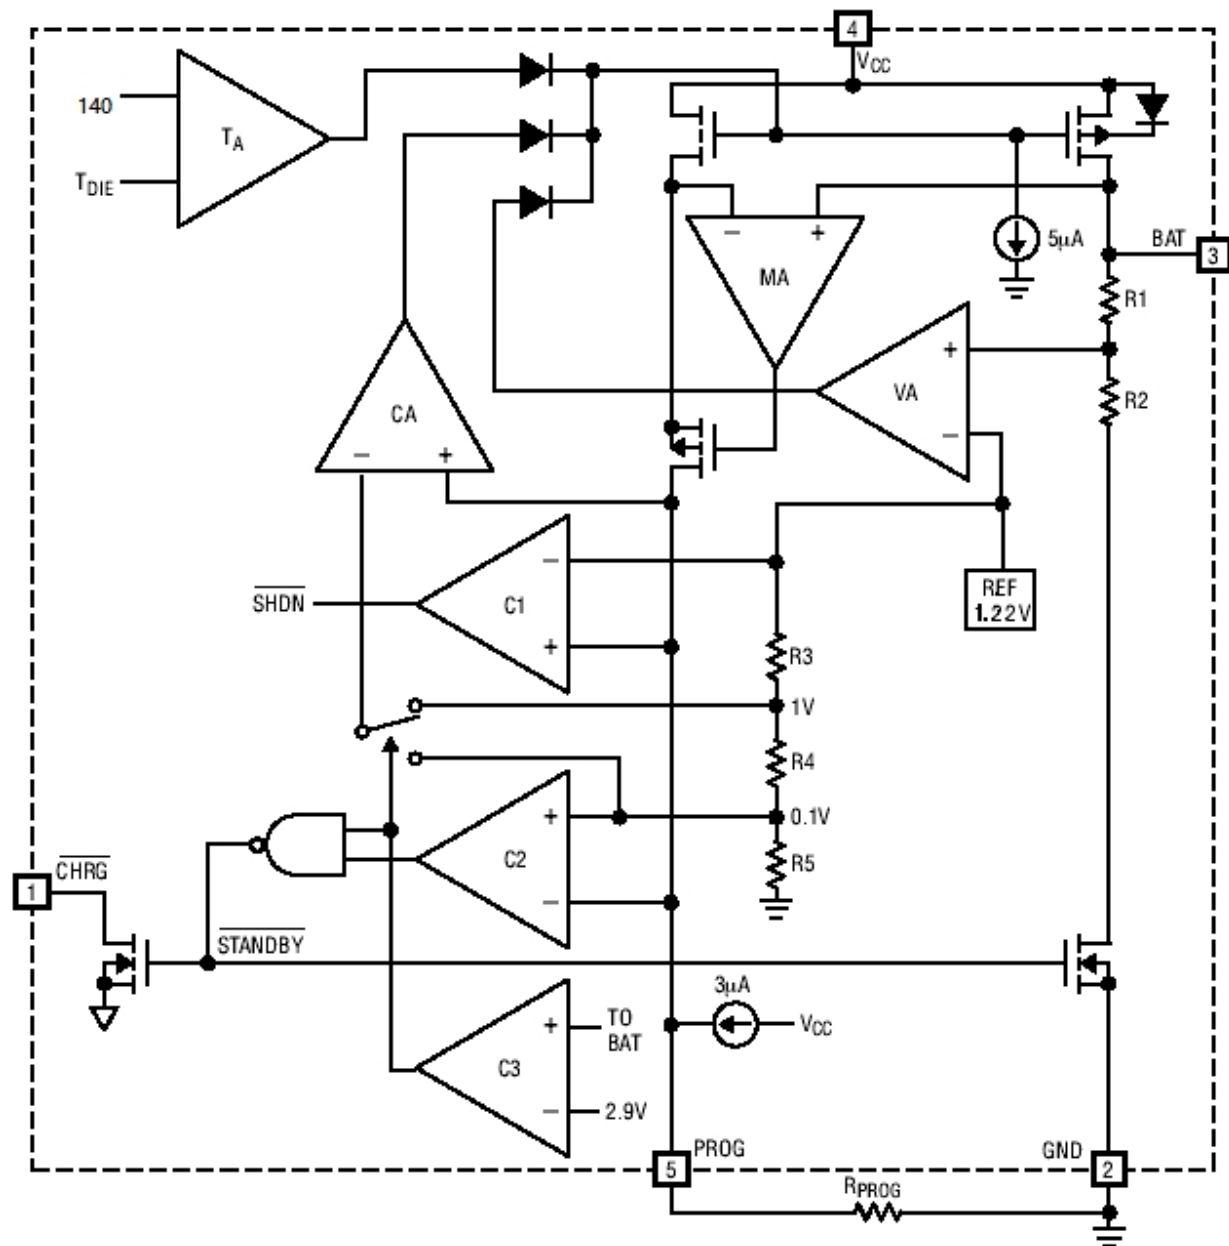 4
VCC
140
TA
TDIE
5µA
BAT
3
– +
MA
R1
+
VA
–
R2
CA
– +
–
C1
+
SHDN
REF
1.22V
R3
1V
R4
+
0.1V
C2
R5
–
CHRG
1
STANDBY
3µA
VCC
+
TO
BAT
C3
–
2.9V
PROG
GND
5
2
RPROG